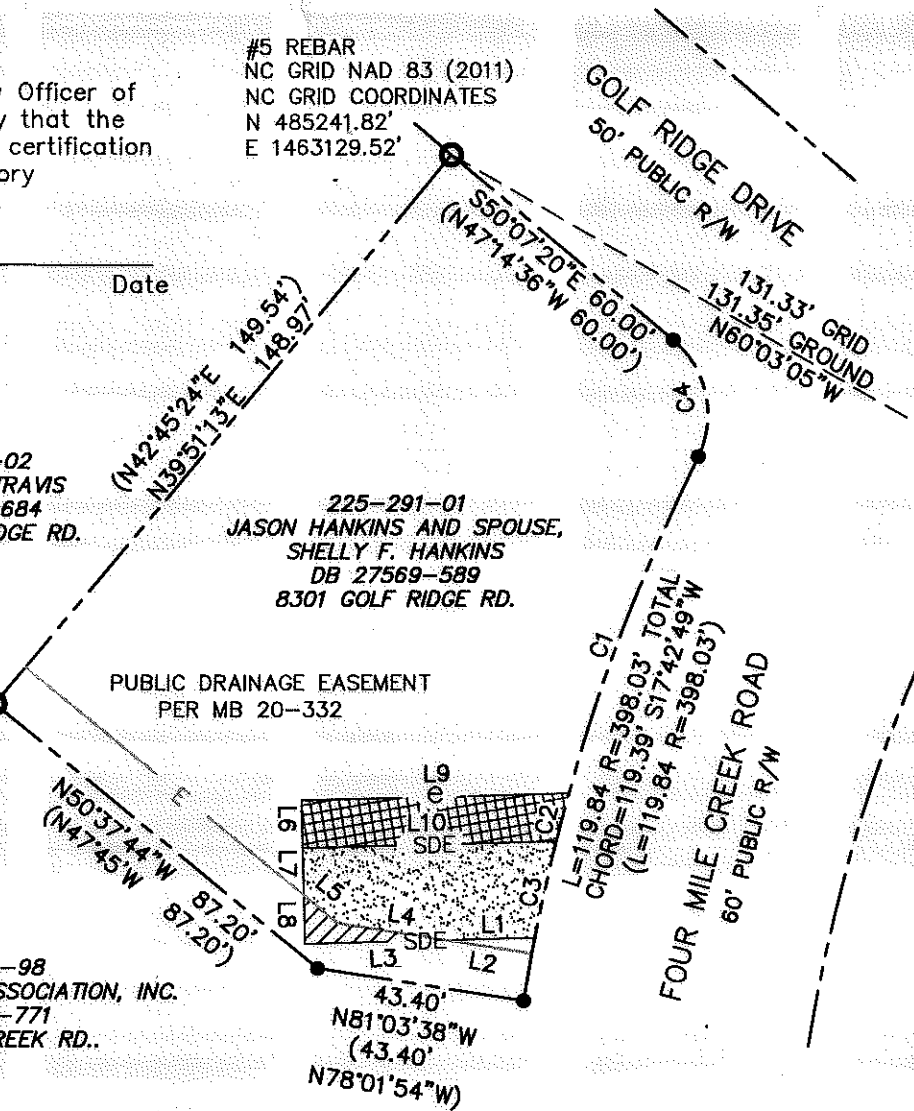 Officer of
y that the
certification
ory
Date
#5 REBAR
NC GRID NAD 83 (2011)
NC GRID COORDINATES
N 485241.82'
E 1463129.52'
GOLF RIDGE DRIVE
50' PUBLIC R/W
S50°07'20"E 60.00'
(N47°14'36"W 60.00')
131.33' GRID
131.35' GROUND
N60°03'05"W
(N42°45'24"E 149.54')
N39°51'13"E 148.97'
C4
-02
TRAVIS
684
DGE RD.
225-291-01
JASON HANKINS AND SPOUSE,
SHELLY F. HANKINS
DB 27569-589
8301 GOLF RIDGE RD.
C1
L=119.84 R=398.03' TOTAL
CHORD=119.39' S17°42'49"W
(L=119.84 R=398.03')
FOUR MILE CREEK ROAD
60' PUBLIC R/W
PUBLIC DRAINAGE EASEMENT
PER MB 20-332
E
L9
e
L6
L10
C2
SDE
L7
L5
C3
L8
L4
L1
SDE
L3
L2
N50°37'44"W 87.20'
(N47°45'W 87.20')
43.40'
N81°03'38"W
(43.40'
N78°01'54"W)
-98
SSOCIATION, INC.
-771
REEK RD..